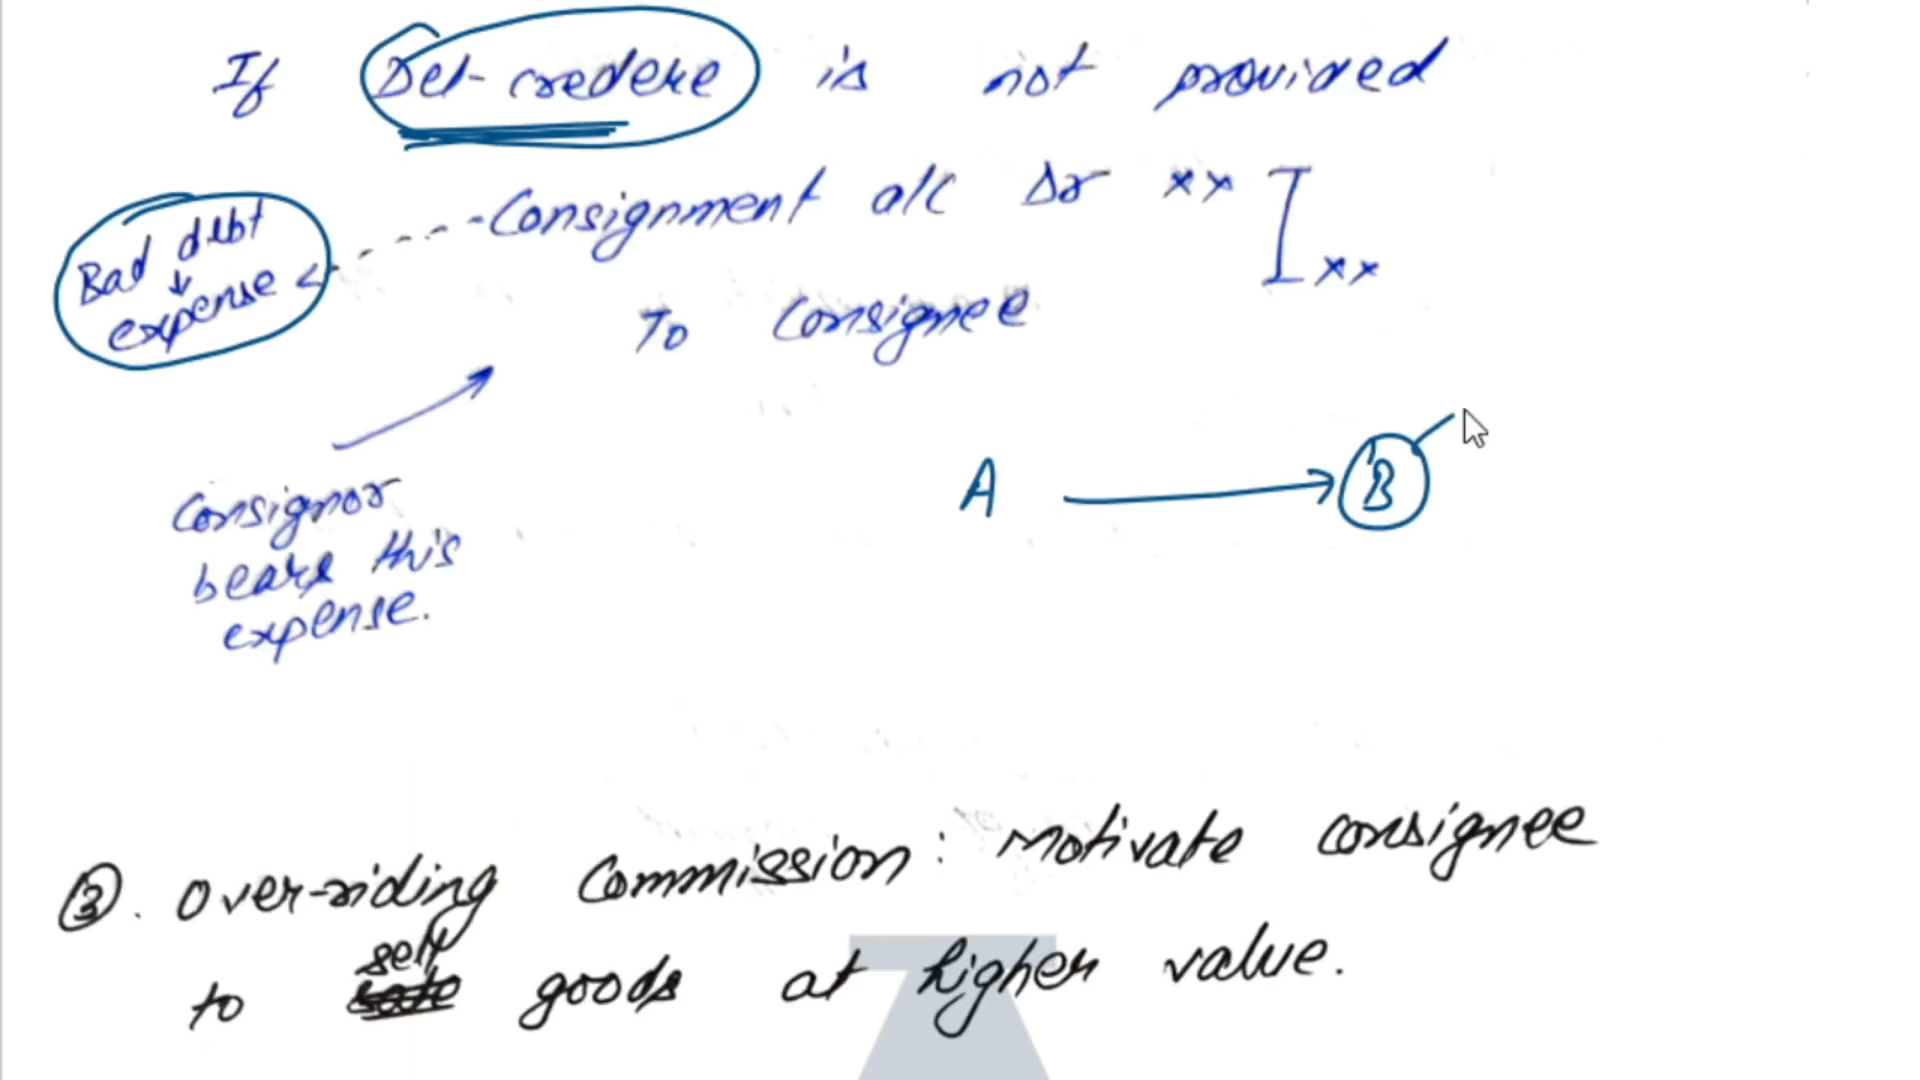 If Del-credere is not provided
Consignment a/c Dr xx
xx
To Consignee
Bad debt
expense
Consignor
bears this
expense.
A B
③. Over-riding Commission: Motivate consignee
to sell goods at higher value.